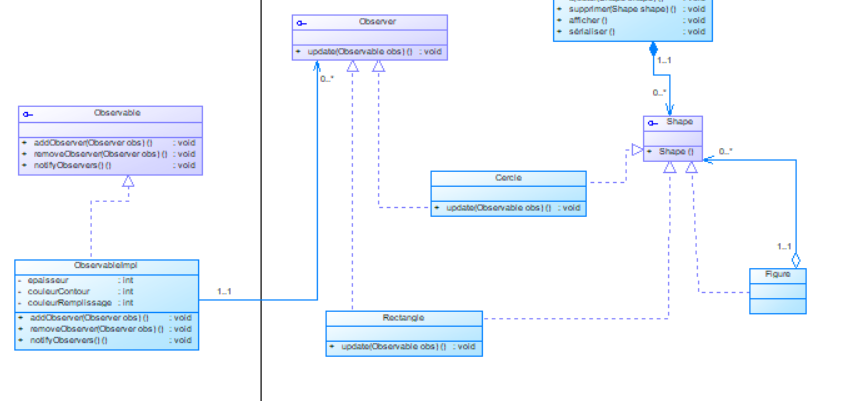 supprimer(Shape shape) () : void
afficher () : void
sérialiser () : void
1..1
0..*
Observer
+ update(Observable obs) () : void
0..*
Observable
+ addObserver(Observer obs) () : void
+ removeObserver(Observer obs) () : void
+ notifyObservers() () : void
Shape
+ Shape ()
0..*
Cercle
+ update(Observable obs) () : void
1..1
ObservableImpl
- epaisseur : int
- couleurContour : int
- couleurRemplissage : int
+ addObserver(Observer obs) () : void
+ removeObserver(Observer obs) () : void
+ notifyObservers() () : void
1..1
Figure
Rectangle
+ update(Observable obs) () : void